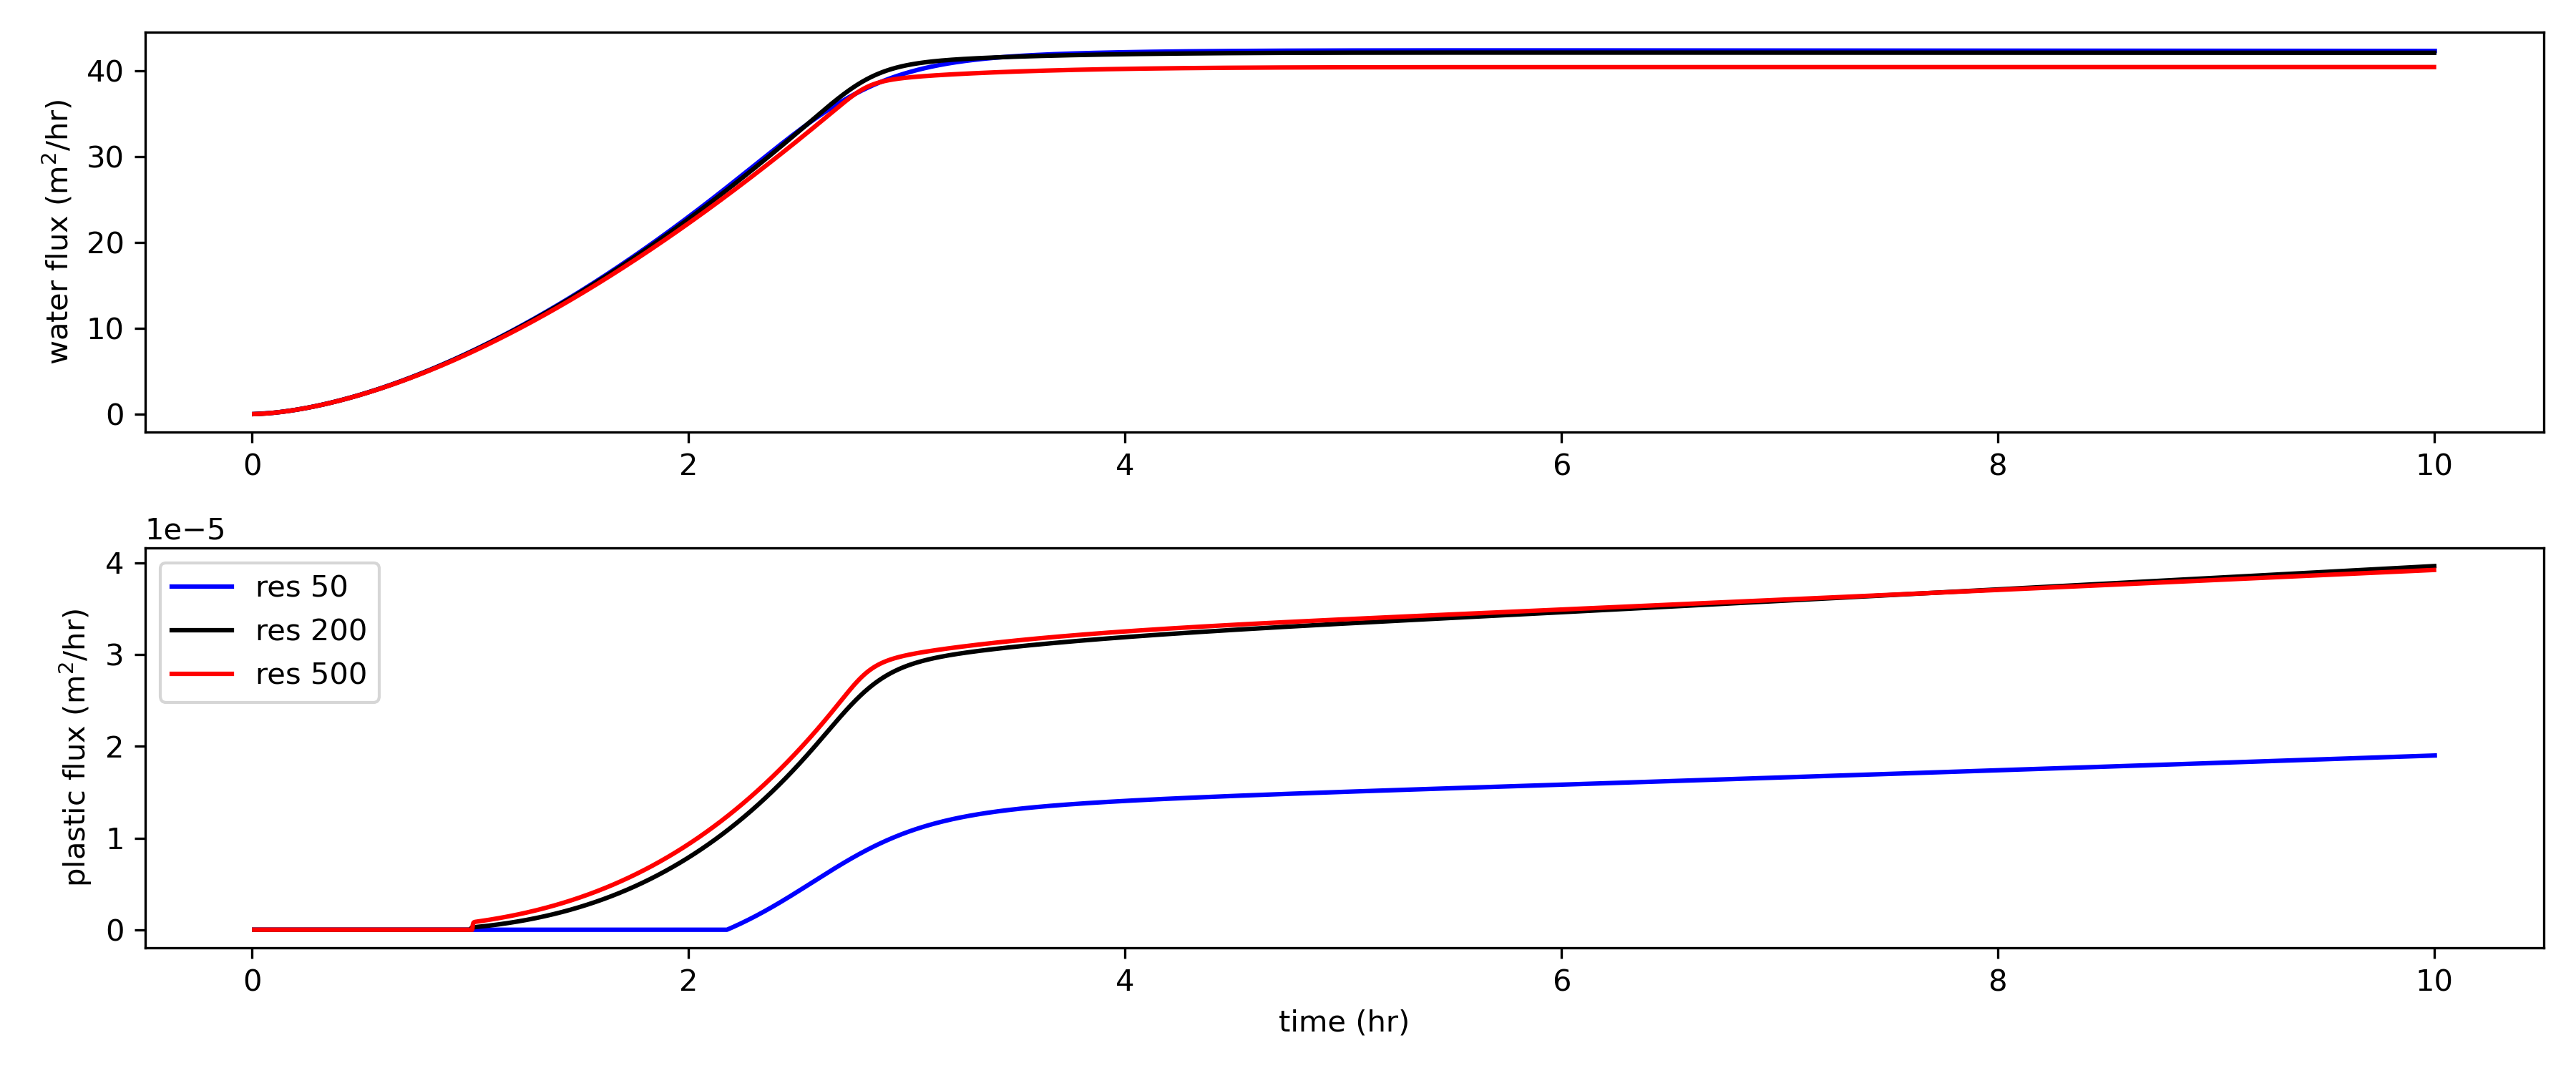 water flux (m²/hr)
40
30
20
10
0
0 2 4 6 8 10
1e−5
plastic flux (m²/hr)
4
3
2
1
0
res 50
res 200
res 500
0 2 4 6 8 10
time (hr)